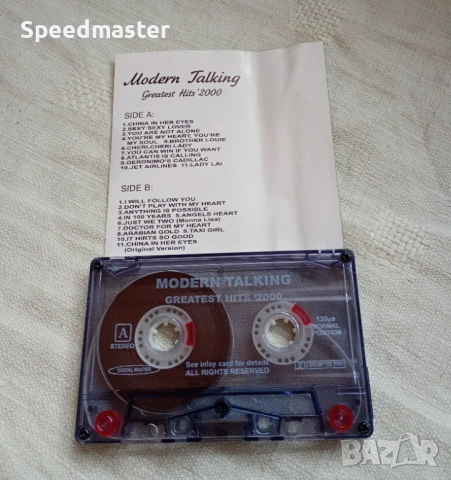 Speedmaster
Modern Talking
Greatest Hits '2000
SIDE A:
1.CHINA IN HER EYES
2.SEXY SEXY LOVER
3.YOU ARE NOT ALONE
4.YOU'RE MY HEART, YOU'RE
MY SOUL 5.BROTHER LOUIE
6.CHERI,CHERI LADY
7.YOU CAN WIN IF YOU WANT
8.ATLANTIS IS CALLING
9.GERONIMO'S CADILLAC
10.JET AIRLINES 11.LADY LAI
SIDE B:
1.I WILL FOLLOW YOU
2.DON'T PLAY WITH MY HEART
3.ANYTHING IS POSSIBLE
4.IN 100 YEARS 5.ANGELS HEART
6.JUST WE TWO (Monna Lisa)
7.DOCTOR FOR MY HEART
8.ARABIAN GOLD 9.TAXI GIRL
10.IT HIRTS SO GOOD
11.CHINA IN HER EYES
(Original Version)
MODERN TALKING
GREATEST HITS '2000
A
STEREO
120µs
NORMAL
POSITION
DIGITAL MASTER
See inlay card for details
ALL RIGHTS RESERVED
BAZAR